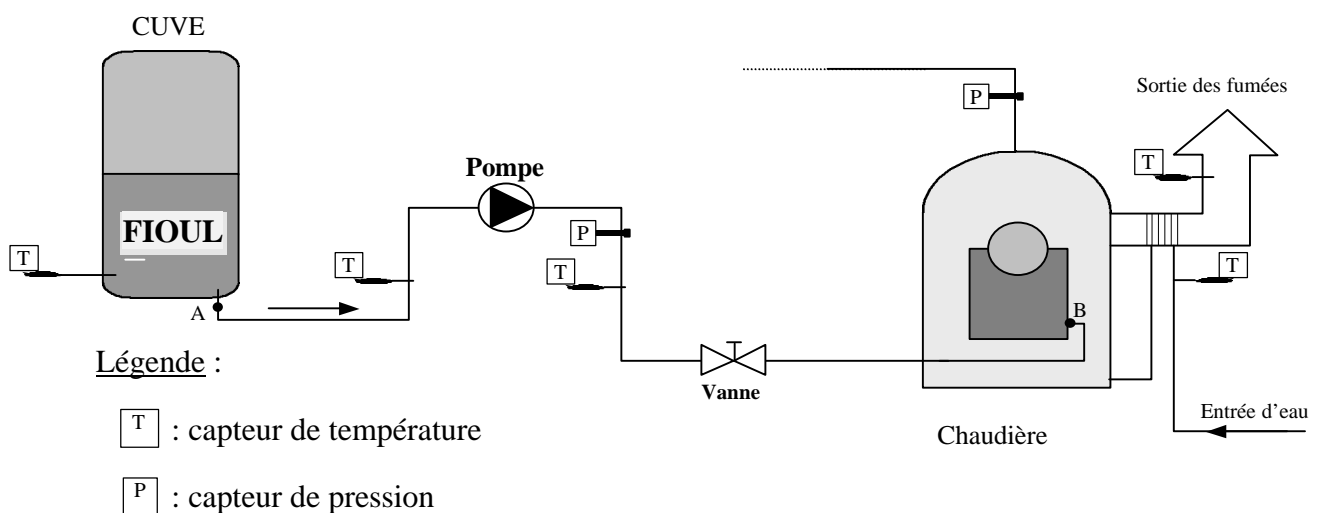 CUVE
P
Sortie des fumées
T
Pompe
FIOUL
P
T
T
T
T
A
B
Légende :
Vanne
Entrée d’eau
T : capteur de température
Chaudière
P : capteur de pression